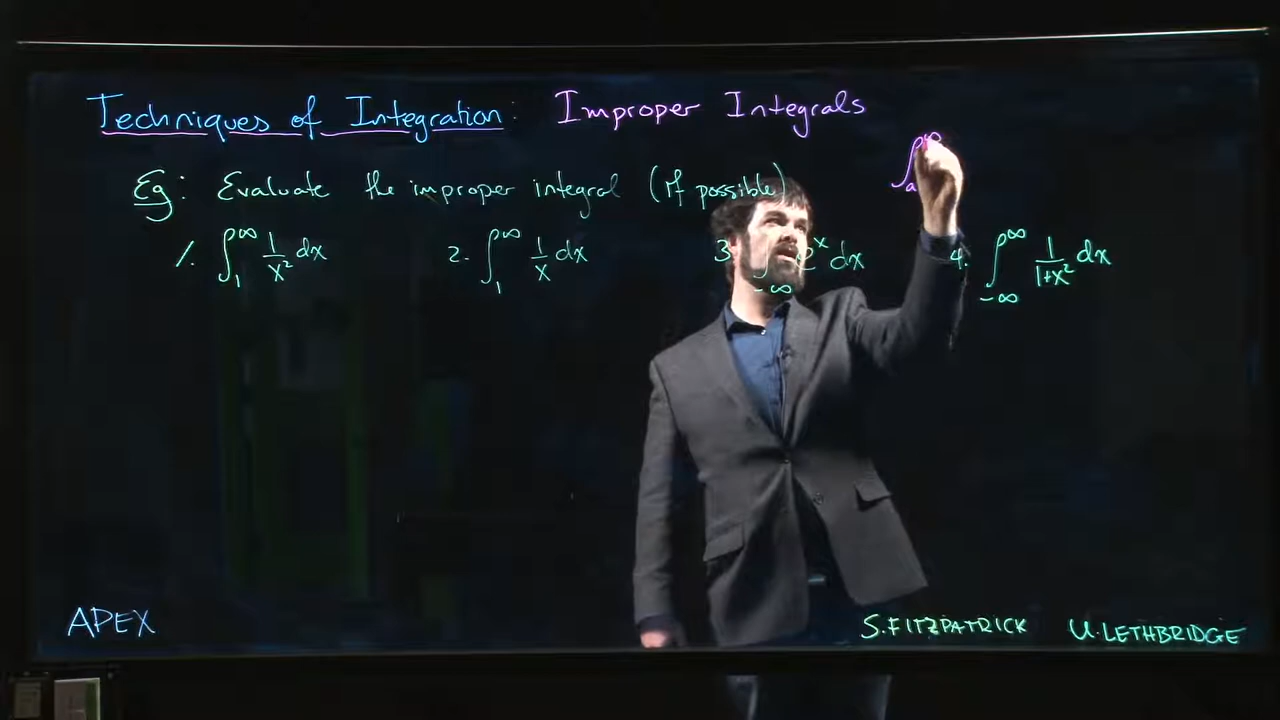 Techniques of Integration: Improper Integrals
∫ₐ^∞
Eg: Evaluate the improper integral (if possible)
1. ∫₁^∞ 1/x² dx 2. ∫₁^∞ 1/x dx 3. ∫₋∞ eˣ dx 4. ∫₋∞^∞ 1/(1+x²) dx
APEX S. FITZPATRICK U. LETHBRIDGE